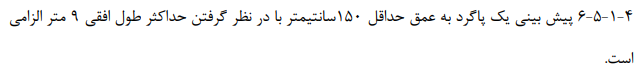 ۶-۵-۱-۴ پیش بینی یک پاگرد به عمق حداقل ۱۵۰سانتیمتر با در نظر گرفتن حداکثر طول افقی ۹ متر الزامی
است.